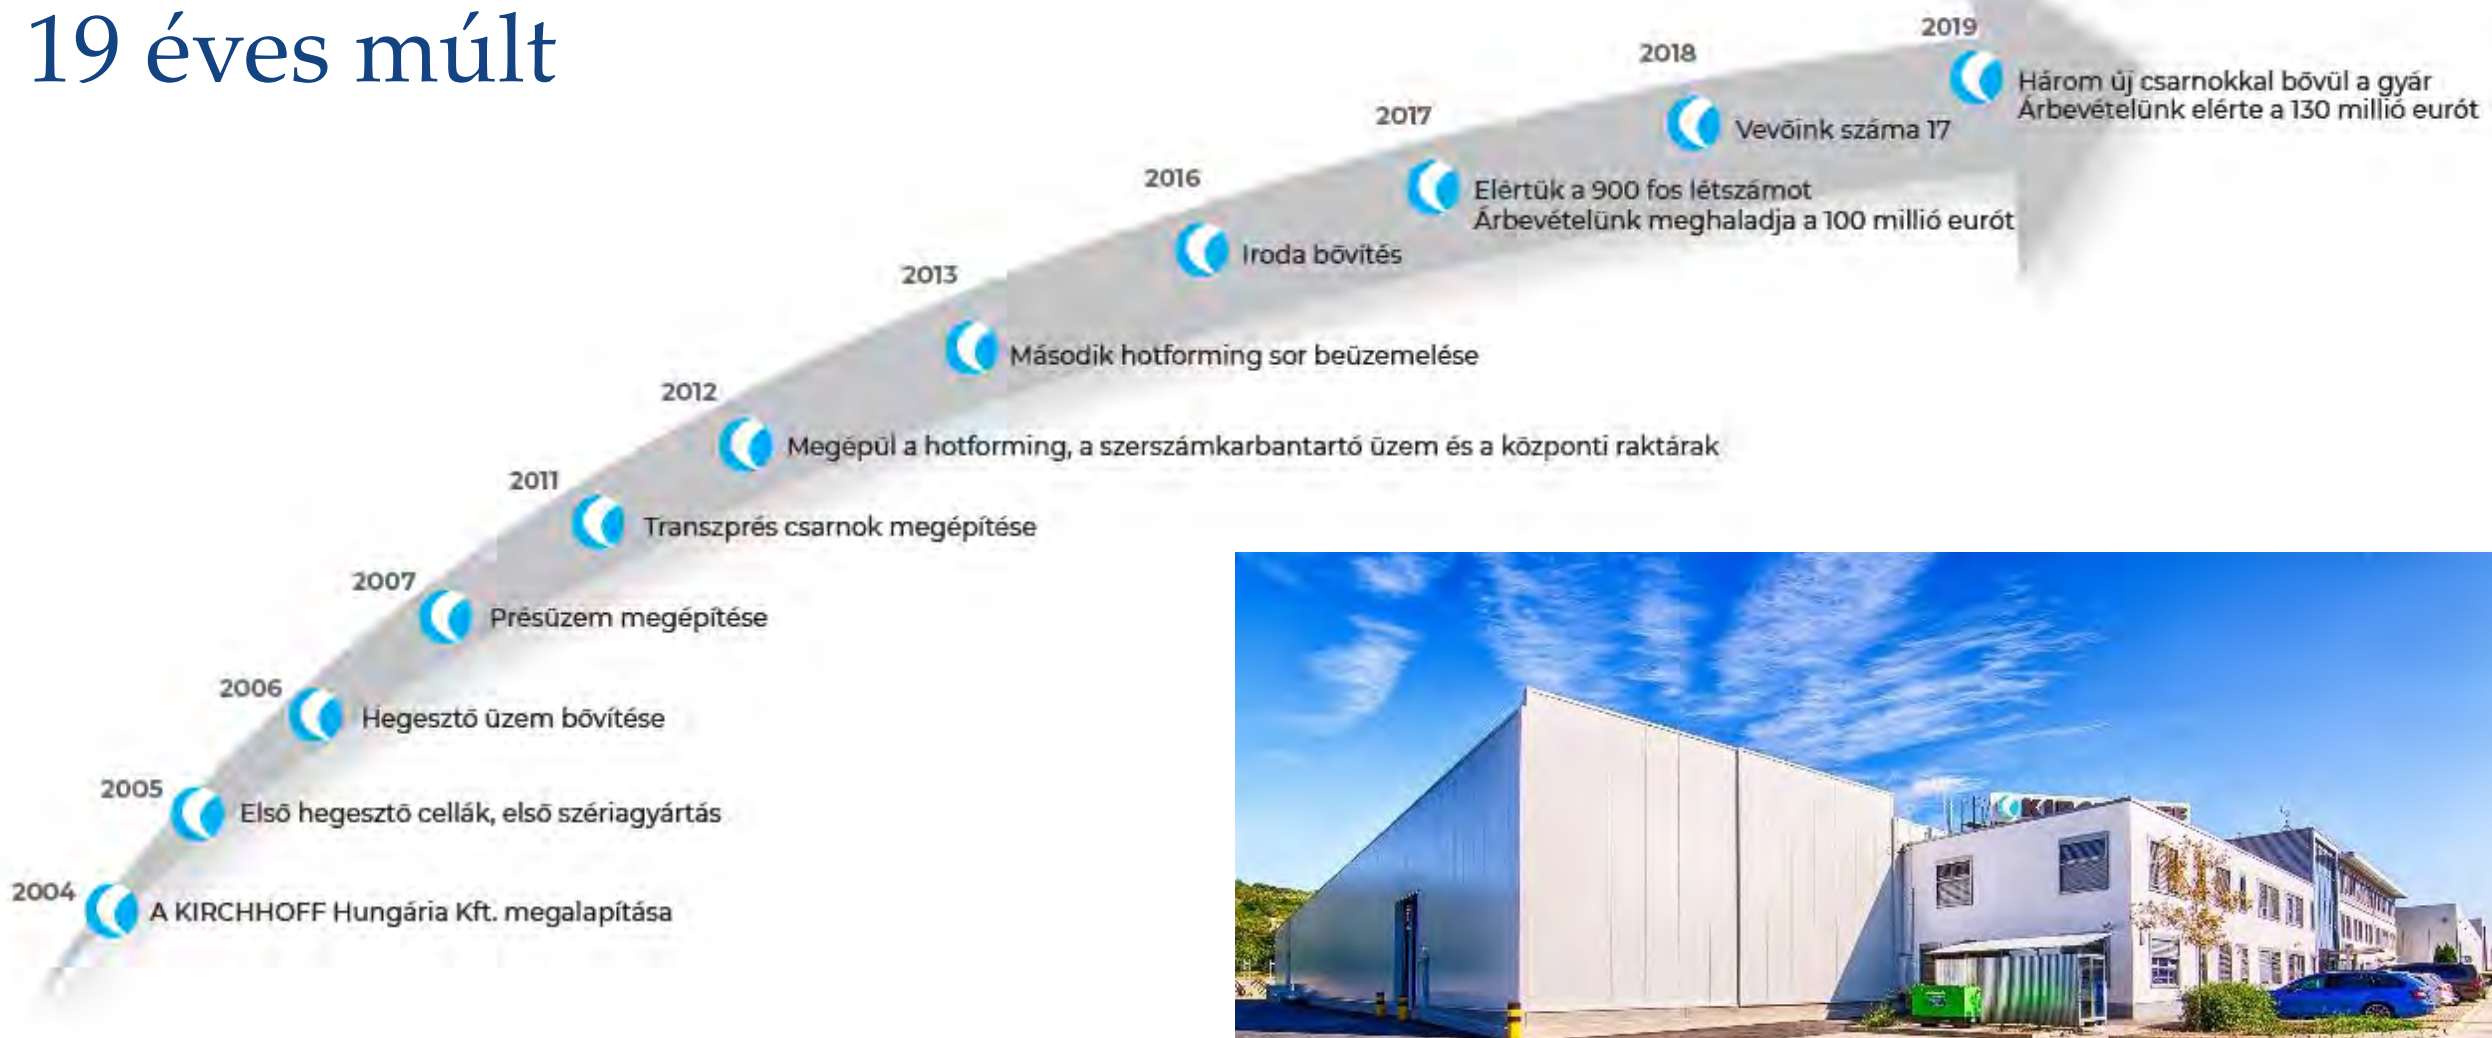 19 éves múlt
2019
Három új csarnokkal bővül a gyár
Árbevételünk elérte a 130 millió eurót
2018
Vevőink száma 17
2017
Elértük a 900 fos létszámot
Árbevételünk meghaladja a 100 millió eurót
2016
Iroda bővítés
2013
Második hotforming sor beüzemelése
2012
Megépül a hotforming, a szerszámkarbantartó üzem és a központi raktárak
2011
Transzprés csarnok megépítése
2007
Présüzem megépítése
2006
Hegesztő üzem bővítése
2005
Első hegesztő cellák, első szériagyártás
2004
A KIRCHHOFF Hungária Kft. megalapítása